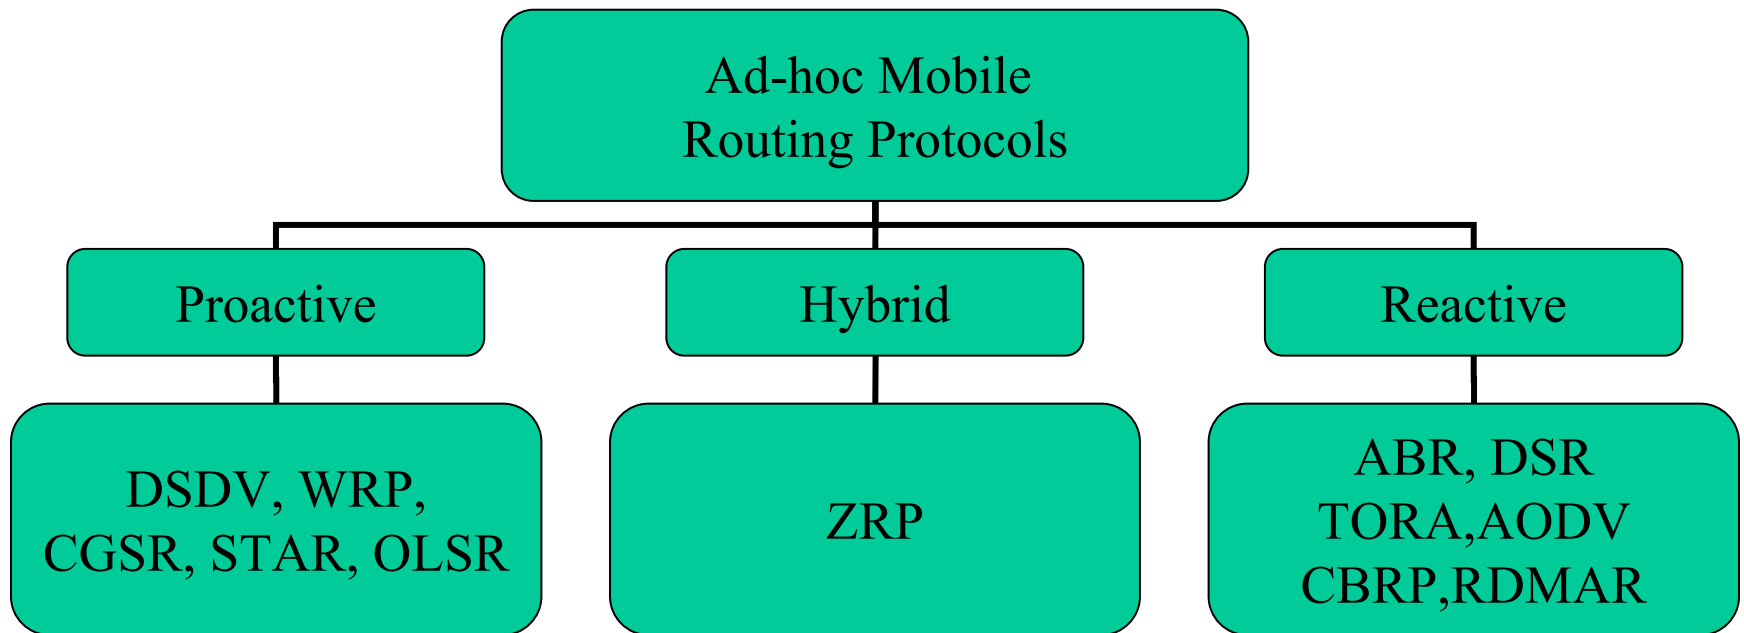 Ad-hoc Mobile
Routing Protocols
Proactive
Hybrid
Reactive
DSDV, WRP,
CGSR, STAR, OLSR
ZRP
ABR, DSR
TORA,AODV
CBRP,RDMAR